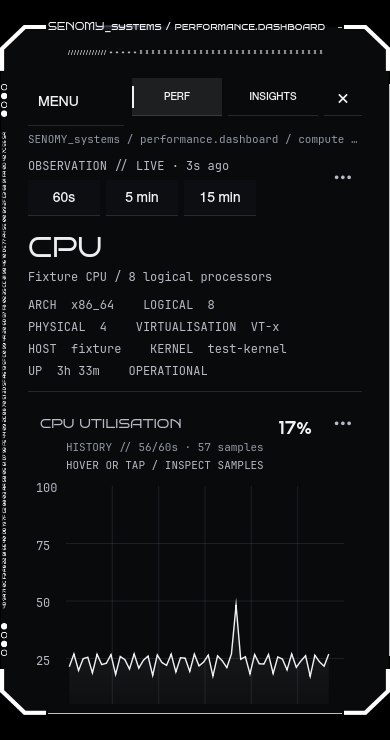 SENOMY_SYSTEMS / PERFORMANCE.DASHBOARD
MENU
PERF
INSIGHTS
×
SENOMY_systems / performance.dashboard / compute …
OBSERVATION // LIVE · 3s ago
•••
60s
5 min
15 min
CPU
Fixture CPU / 8 logical processors
ARCH x86_64 LOGICAL 8
PHYSICAL 4 VIRTUALISATION VT-x
HOST fixture KERNEL test-kernel
UP 3h 33m OPERATIONAL
CPU UTILISATION
17%
•••
HISTORY // 56/60s · 57 samples
HOVER OR TAP / INSPECT SAMPLES
100
75
50
25